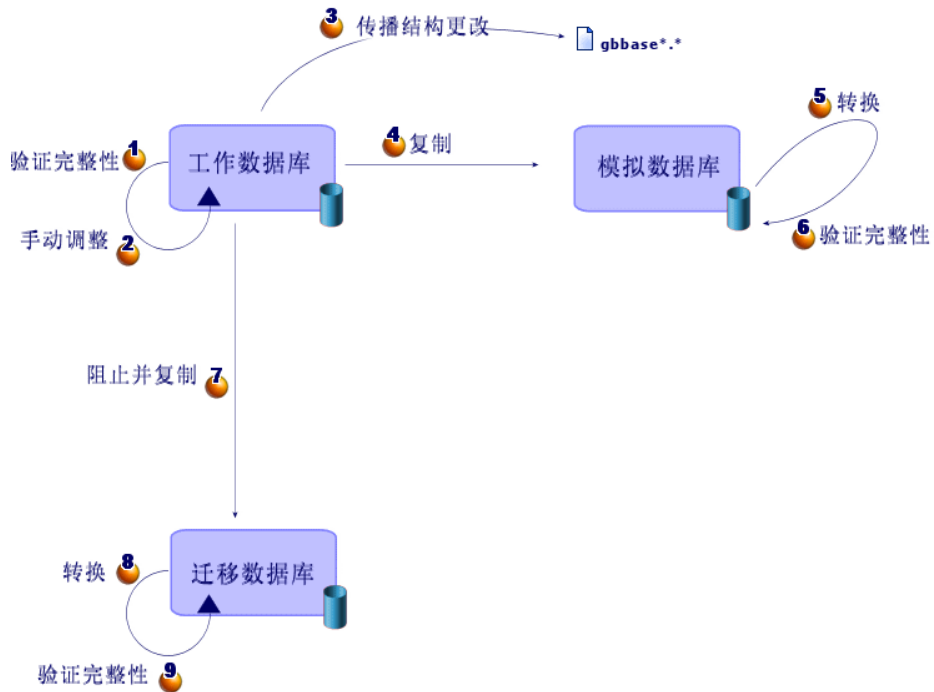 3 传播结构更改
gbbase*.*
5 转换
验证完整性 1
工作数据库
4 复制
模拟数据库
手动调整 2
6 验证完整性
阻止并复制 7
转换 8
迁移数据库
验证完整性 9